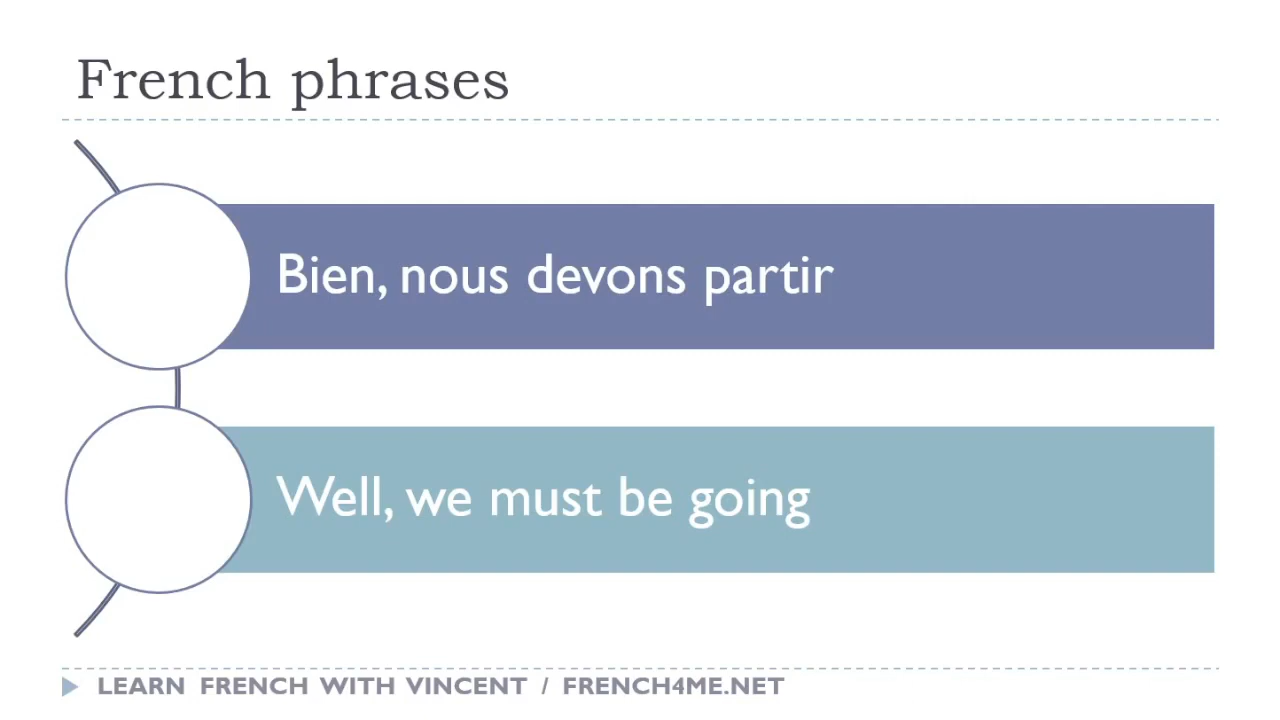 French phrases
Bien, nous devons partir
Well, we must be going
LEARN FRENCH WITH VINCENT / FRENCH4ME.NET